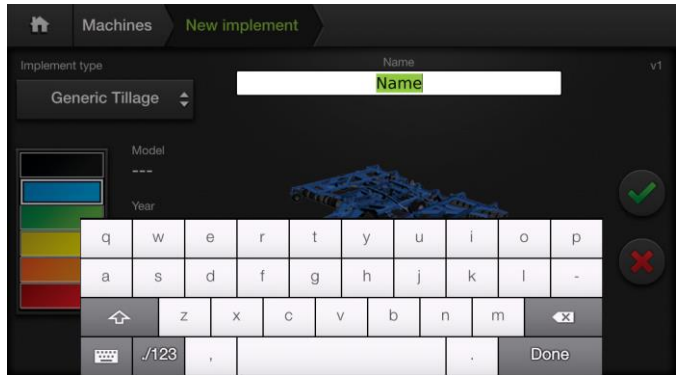 Machines New implement
Implement type
Name
v1
Name
Generic Tillage
Model
---
Year
q w e r t y u i o p
a s d f g h j k l -
z x c v b n m
./123 , . Done